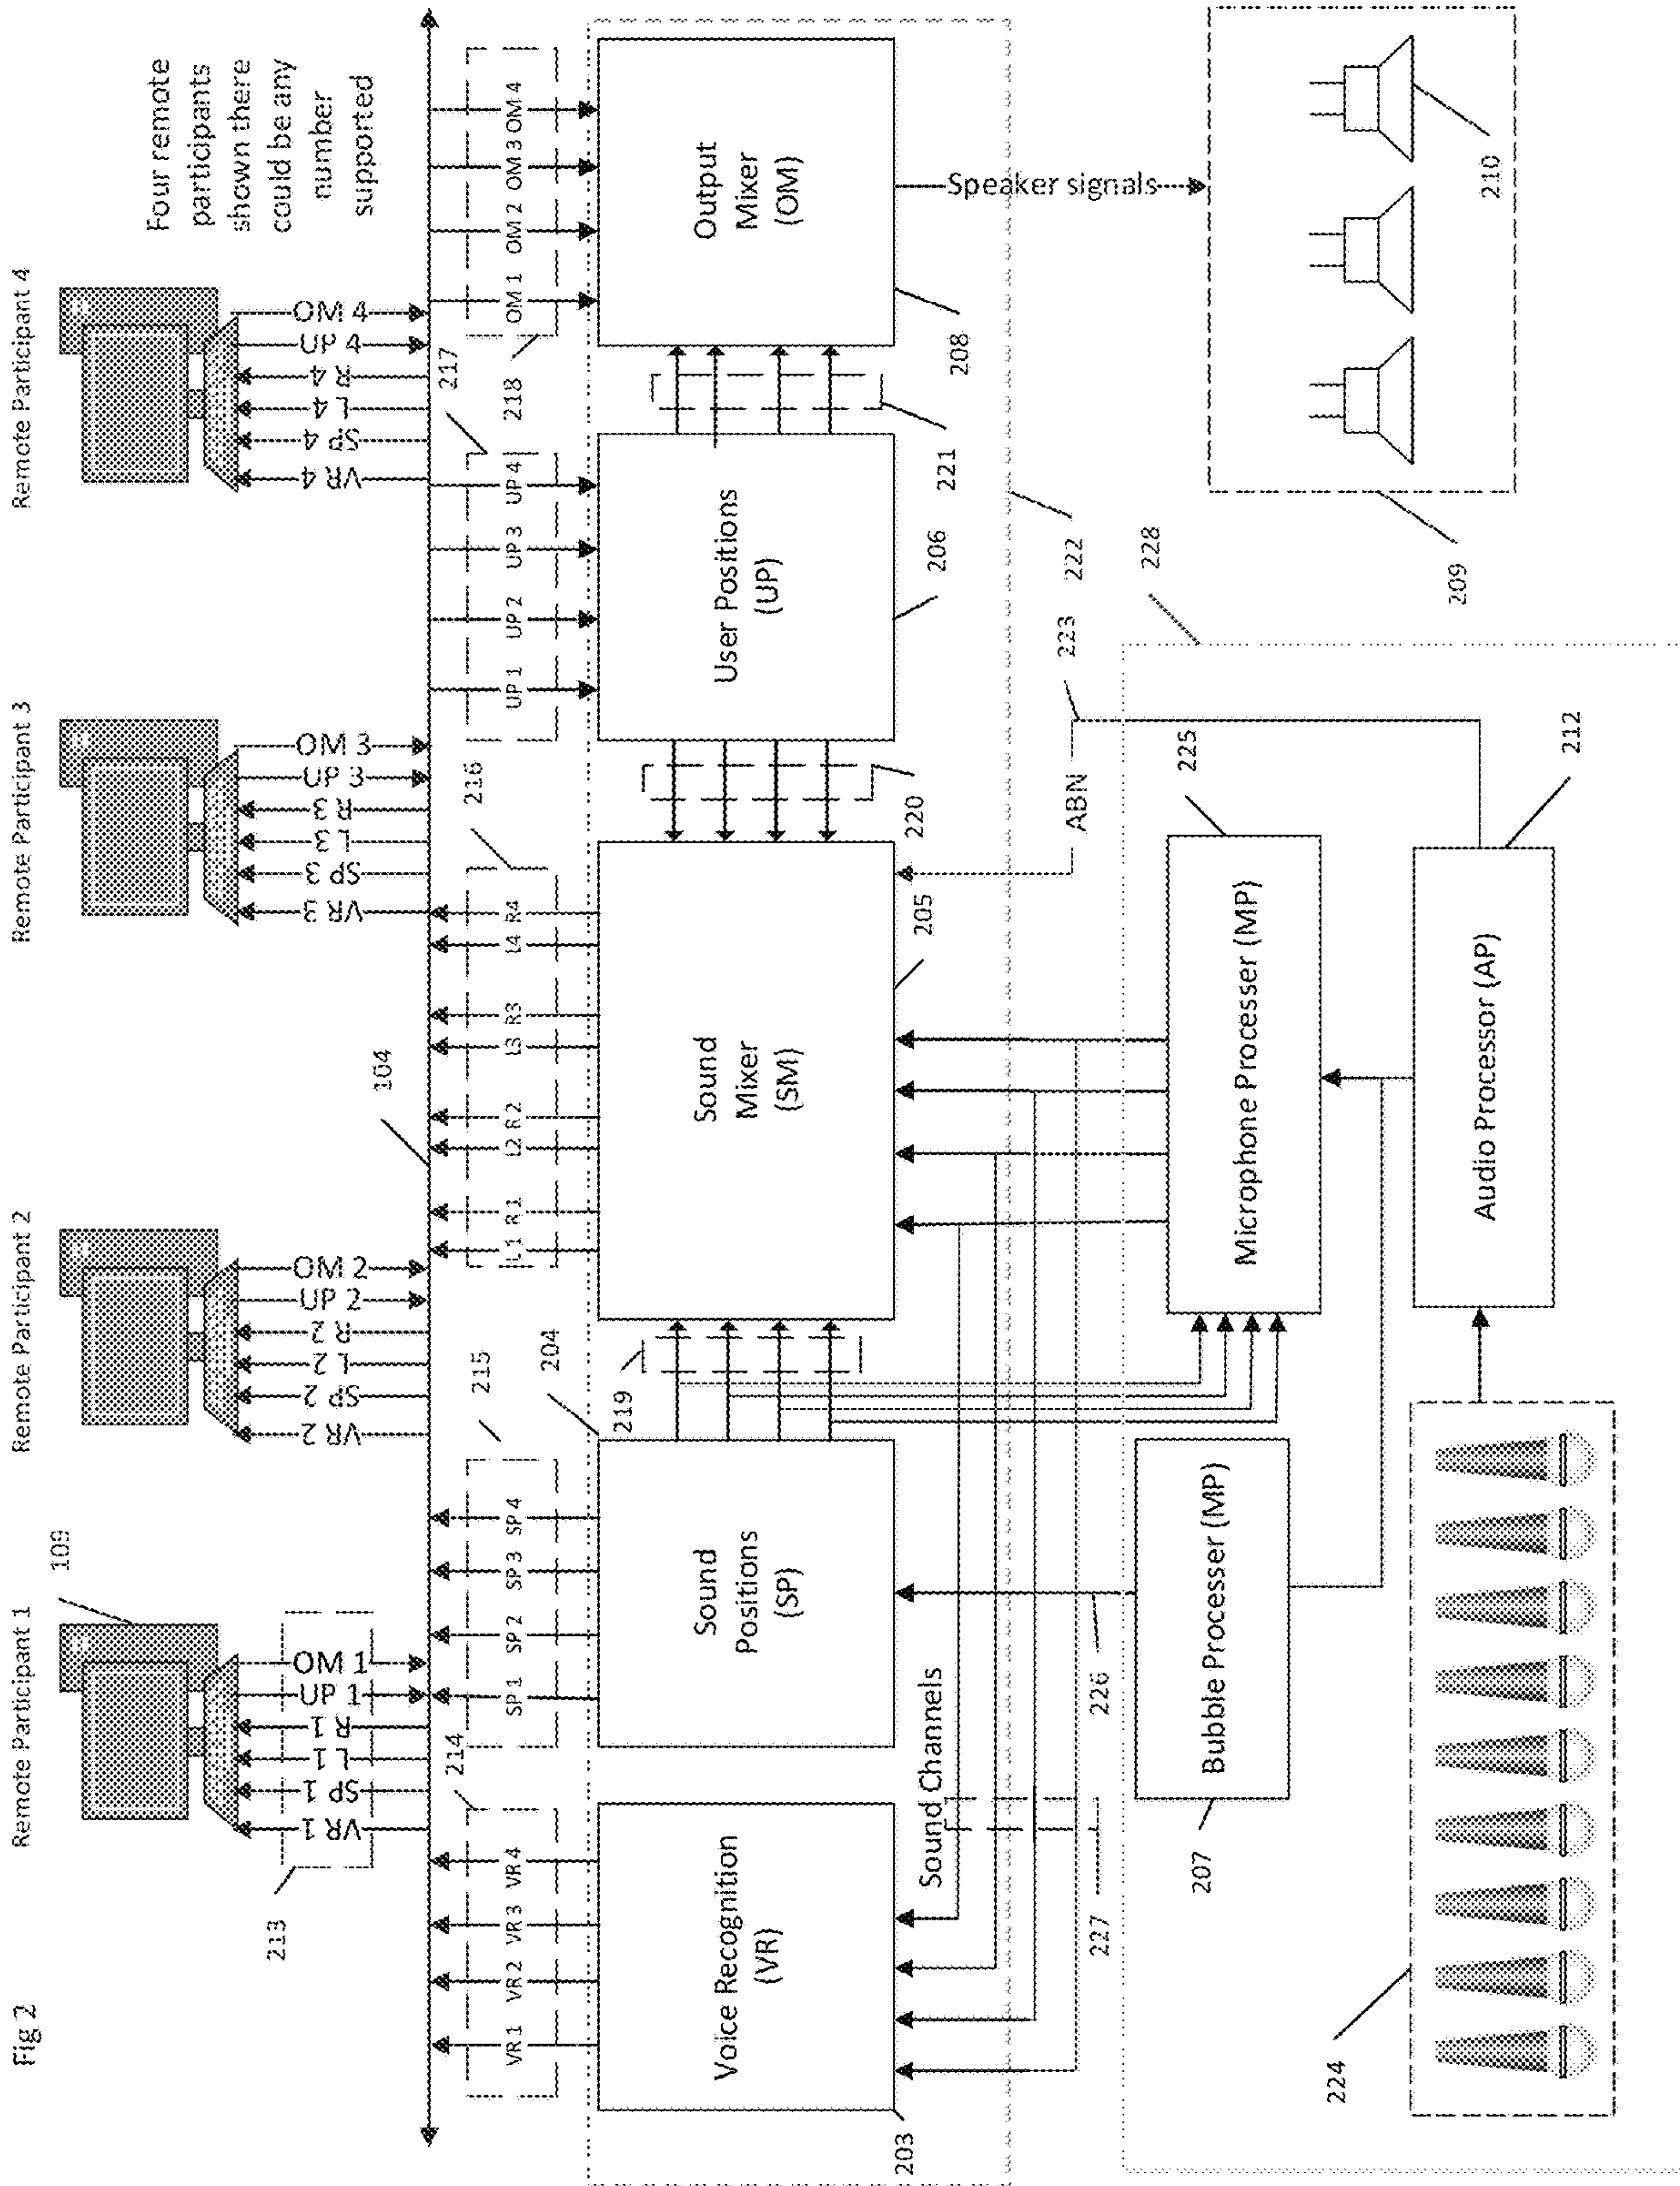 Fig 2
Remote Participant 1
Remote Participant 2
Remote Participant 3
Remote Participant 4
Four remote
participants
shown there
could be any
number
supported
109
213
VR 1
SP 1
L 1
R 1
UP 1
OM 1
VR 2
SP 2
L 2
R 2
UP 2
OM 2
VR 3
SP 3
L 3
R 3
UP 3
OM 3
VR 4
SP 4
L 4
R 4
UP 4
OM 4
104
214
215
216
217
218
VR 1
VR 2
VR 3
VR 4
SP 1
SP 2
SP 3
SP 4
L1
R 1
L2
R 2
L3
R3
L4
R4
UP 1
UP 2
UP 3
UP 4
OM 1
OM 2
OM 3
OM 4
204
219
Voice Recognition
(VR)
Sound
Positions
(SP)
Sound
Mixer
(SM)
User Positions
(UP)
Output
Mixer
(OM)
203
205
220
206
221
208
222
Sound Channels
227
226
ABN
223
228
Speaker signals
207
Bubble Processer (MP)
Microphone Processer (MP)
225
Audio Processor (AP)
212
224
209
210